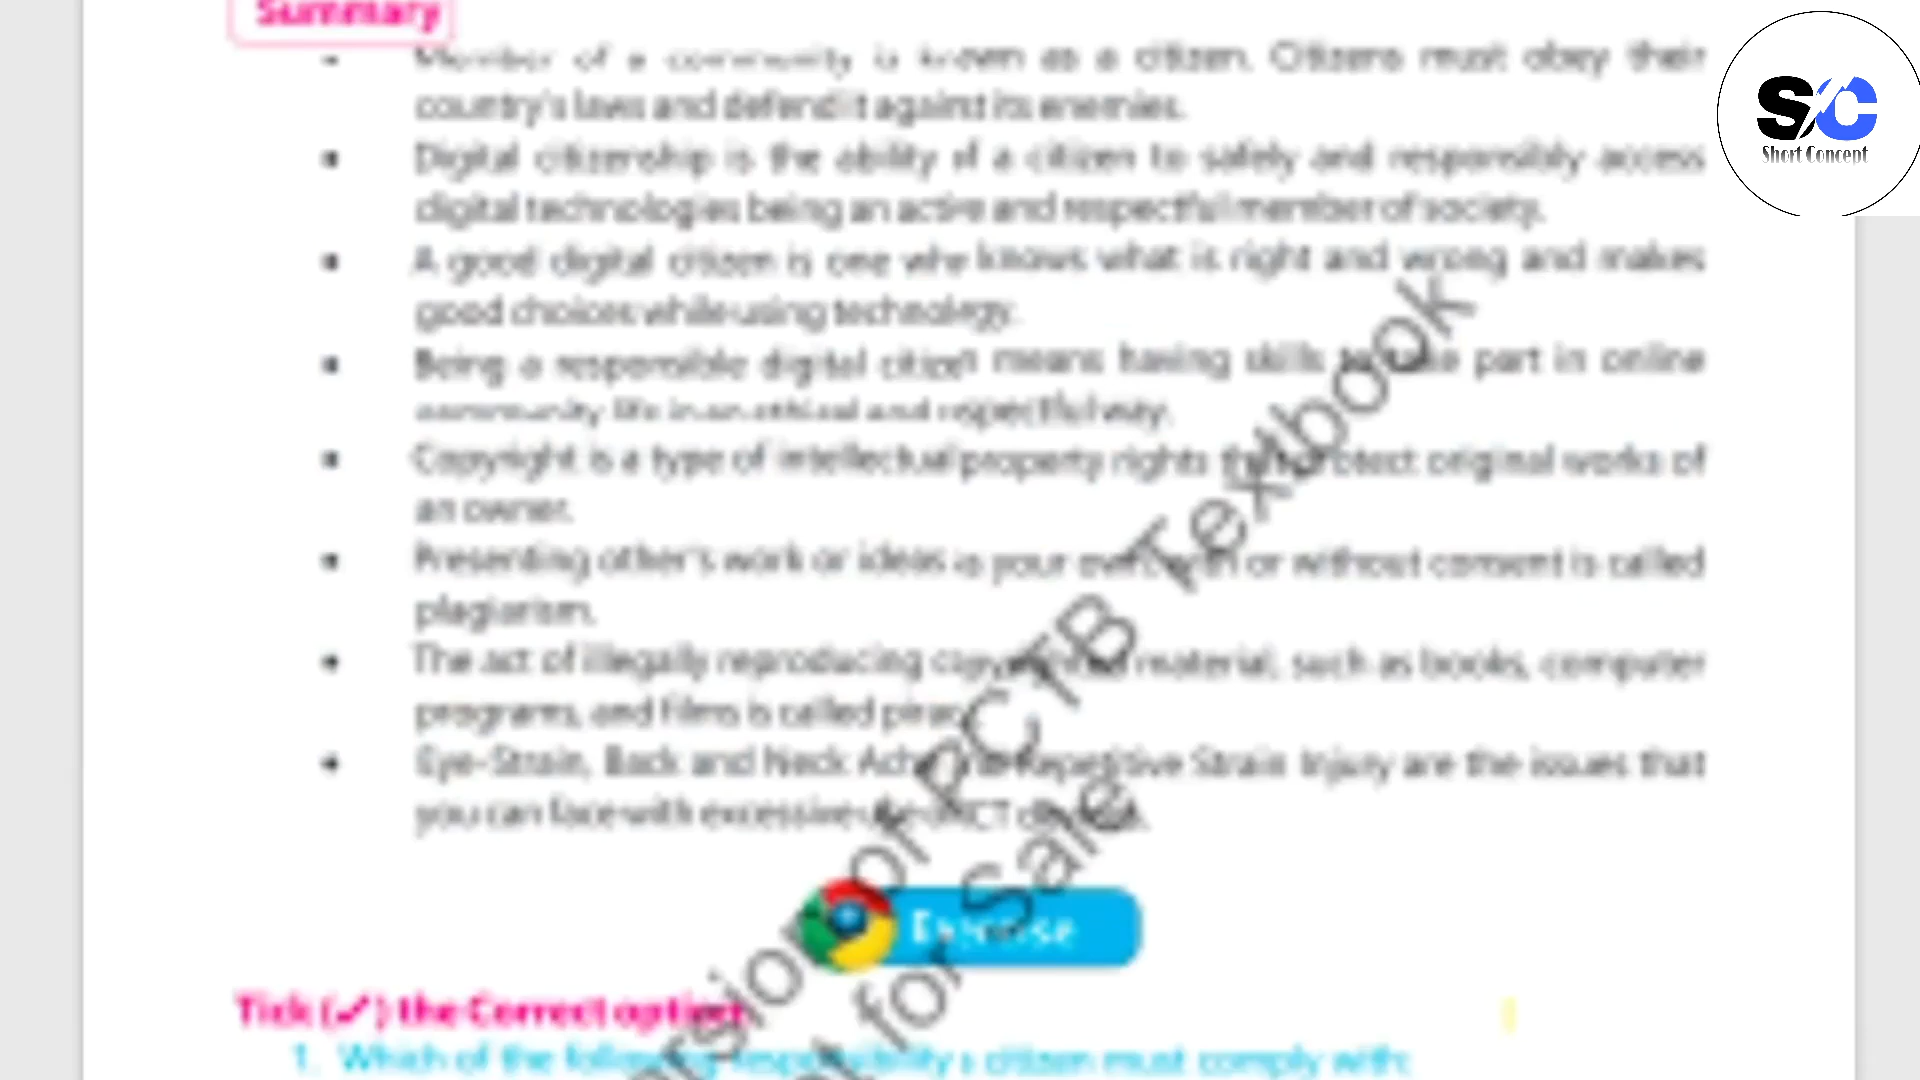 Summary
Member of a community is known as a citizen. Citizens must obey their
country's laws and defend it against its enemies.
Digital citizenship is the ability of a citizen to safely and responsibly access
digital technologies being an active and respectful member of society.
A good digital citizen is one who knows what is right and wrong and makes
good choices while using technology.
Being a responsible digital citizen means having skills to take part in online
community life in an ethical and respectful way.
Copyright is a type of intellectual property rights that protect original works of
an owner.
Presenting other's work or ideas as your own, with or without consent is called
plagiarism.
The act of illegally reproducing copyrighted material, such as books, computer
programs, and films is called piracy.
Eye-Strain, Back and Neck Ache and Repetitive Strain Injury are the issues that
you can face with excessive use of ICT
Exercise
Tick (✓) the Correct option.
1. Which of the following responsibility a citizen must comply with:
of PCTB Textbook
for Sale
SC
Short Concept